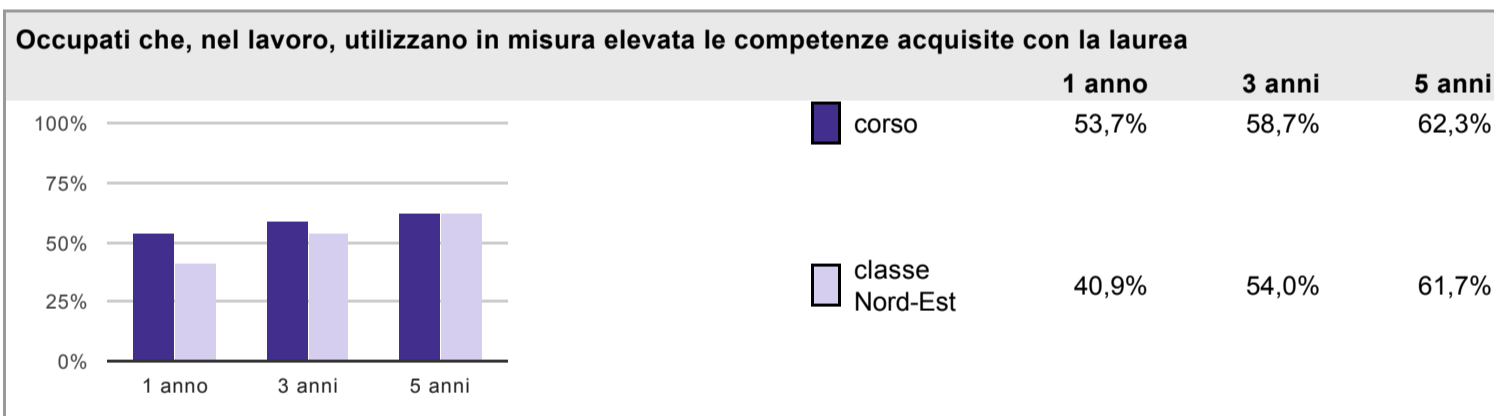 Occupati che, nel lavoro, utilizzano in misura elevata le competenze acquisite con la laurea
1 anno 3 anni 5 anni
100%
75%
50%
25%
0%
1 anno 3 anni 5 anni
corso 53,7% 58,7% 62,3%
classe
Nord-Est 40,9% 54,0% 61,7%